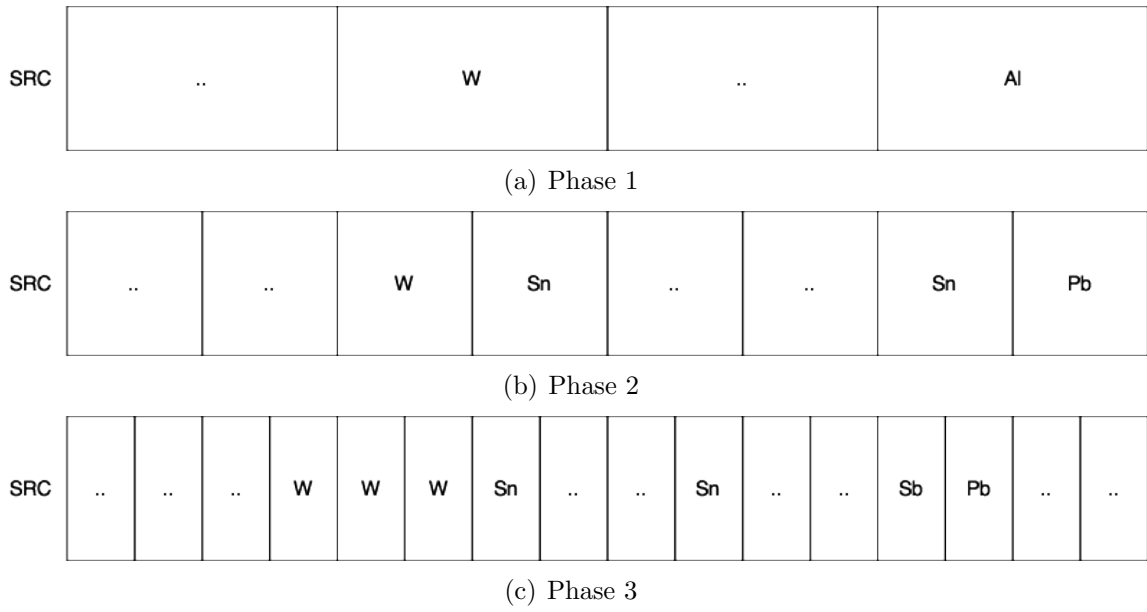 SRC .. W .. Al
(a) Phase 1
SRC .. .. W Sn .. .. Sn Pb
(b) Phase 2
SRC .. .. .. W W W Sn .. .. Sn .. .. Sb Pb .. ..
(c) Phase 3